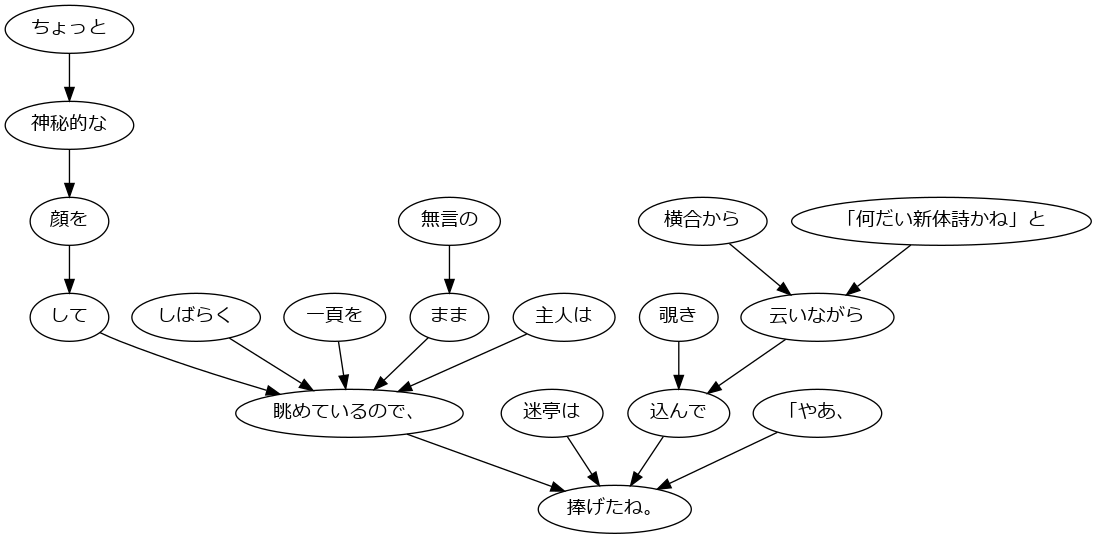 ちょっと
神秘的な
顔を
無言の
横合から
「何だい新体詩かね」と
して
しばらく
一頁を
まま
主人は
覗き
云いながら
眺めているので、
迷亭は
込んで
「やあ、
捧げたね。